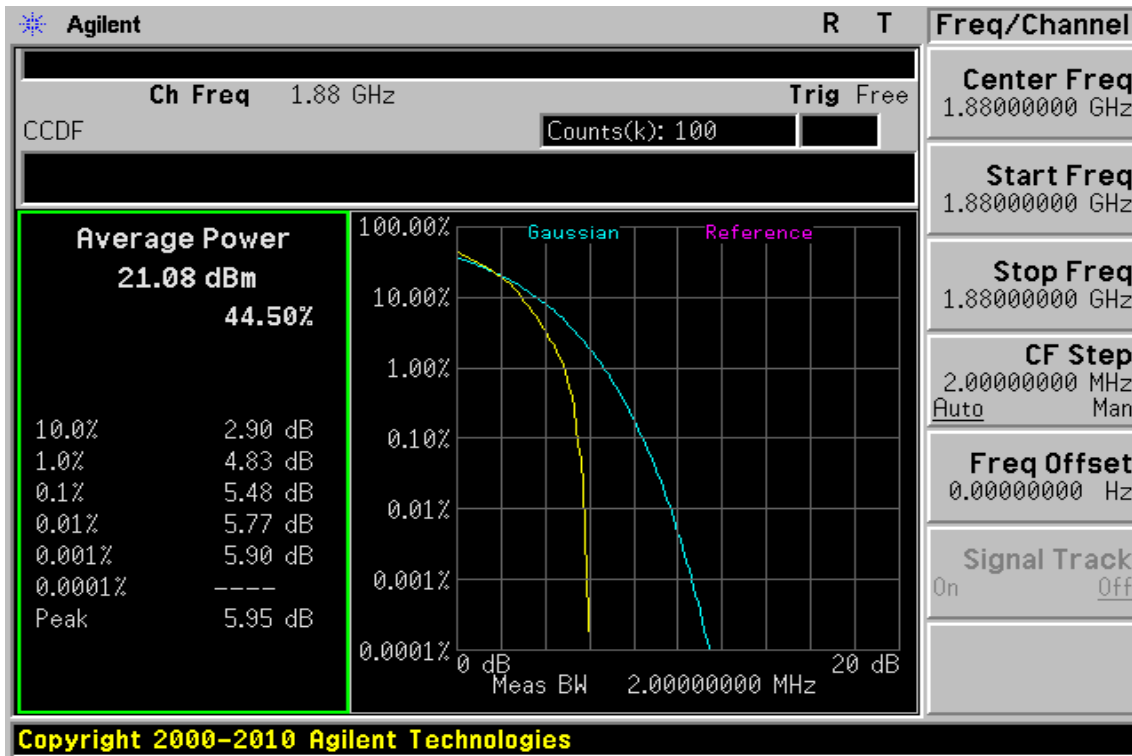 Agilent R T
Ch Freq 1.88 GHz Trig Free
CCDF
Counts(k): 100
Average Power
21.08 dBm
44.50%
10.0% 2.90 dB
1.0% 4.83 dB
0.1% 5.48 dB
0.01% 5.77 dB
0.001% 5.90 dB
0.0001% ----
Peak 5.95 dB
Gaussian Reference
100.00%
10.00%
1.00%
0.10%
0.01%
0.001%
0.0001%
0 dB 20 dB
Meas BW 2.00000000 MHz
Freq/Channel
Center Freq
1.88000000 GHz
Start Freq
1.88000000 GHz
Stop Freq
1.88000000 GHz
CF Step
2.00000000 MHz
Auto Man
Freq Offset
0.00000000 Hz
Signal Track
On Off
Copyright 2000-2010 Agilent Technologies